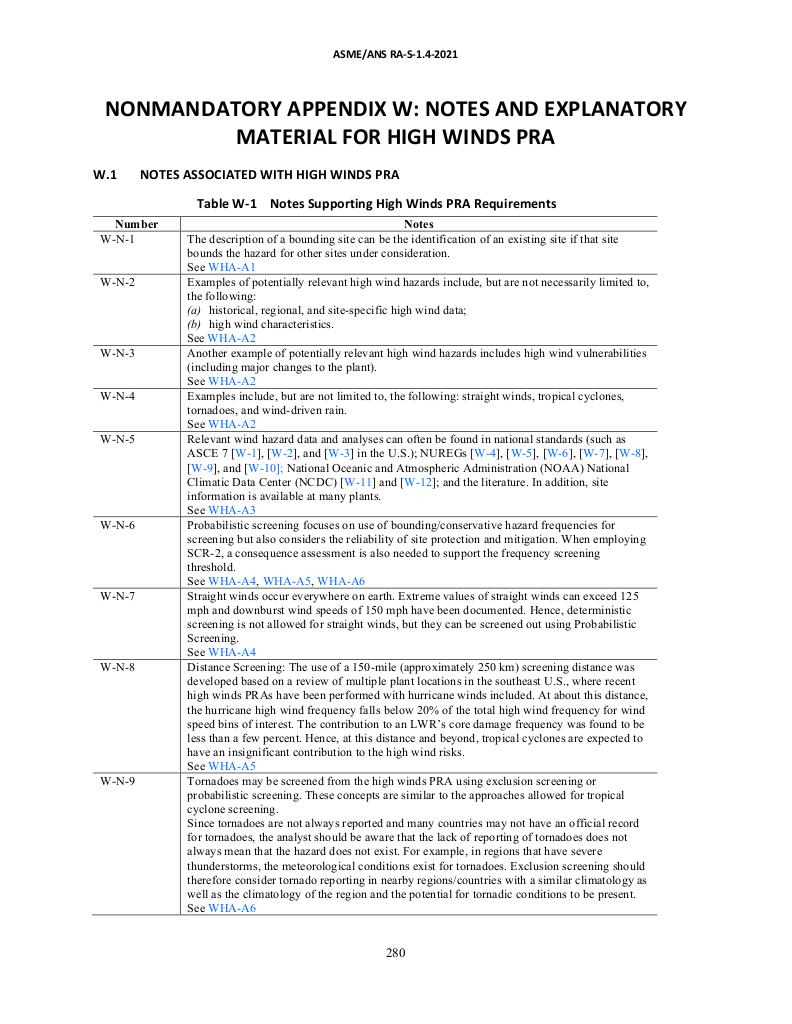 ASME/ANS RA-S-1.4-2021
NONMANDATORY APPENDIX W: NOTES AND EXPLANATORY
MATERIAL FOR HIGH WINDS PRA
W.1 NOTES ASSOCIATED WITH HIGH WINDS PRA
Table W-1 Notes Supporting High Winds PRA Requirements
Number Notes
W-N-1 The description of a bounding site can be the identification of an existing site if that site
bounds the hazard for other sites under consideration.
See WHA-A1
W-N-2 Examples of potentially relevant high wind hazards include, but are not necessarily limited to,
the following:
(a) historical, regional, and site-specific high wind data;
(b) high wind characteristics.
See WHA-A2
W-N-3 Another example of potentially relevant high wind hazards includes high wind vulnerabilities
(including major changes to the plant).
See WHA-A2
W-N-4 Examples include, but are not limited to, the following: straight winds, tropical cyclones,
tornadoes, and wind-driven rain.
See WHA-A2
W-N-5 Relevant wind hazard data and analyses can often be found in national standards (such as
ASCE 7 [W-1], [W-2], and [W-3] in the U.S.); NUREGs [W-4], [W-5], [W-6], [W-7], [W-8],
[W-9], and [W-10]; National Oceanic and Atmospheric Administration (NOAA) National
Climatic Data Center (NCDC) [W-11] and [W-12]; and the literature. In addition, site
information is available at many plants.
See WHA-A3
W-N-6 Probabilistic screening focuses on use of bounding/conservative hazard frequencies for
screening but also considers the reliability of site protection and mitigation. When employing
SCR-2, a consequence assessment is also needed to support the frequency screening
threshold.
See WHA-A4, WHA-A5, WHA-A6
W-N-7 Straight winds occur everywhere on earth. Extreme values of straight winds can exceed 125
mph and downburst wind speeds of 150 mph have been documented. Hence, deterministic
screening is not allowed for straight winds, but they can be screened out using Probabilistic
Screening.
See WHA-A4
W-N-8 Distance Screening: The use of a 150-mile (approximately 250 km) screening distance was
developed based on a review of multiple plant locations in the southeast U.S., where recent
high winds PRAs have been performed with hurricane winds included. At about this distance,
the hurricane high wind frequency falls below 20% of the total high wind frequency for wind
speed bins of interest. The contribution to an LWR's core damage frequency was found to be
less than a few percent. Hence, at this distance and beyond, tropical cyclones are expected to
have an insignificant contribution to the high wind risks.
See WHA-A5
W-N-9 Tornadoes may be screened from the high winds PRA using exclusion screening or
probabilistic screening. These concepts are similar to the approaches allowed for tropical
cyclone screening.
Since tornadoes are not always reported and many countries may not have an official record
for tornadoes, the analyst should be aware that the lack of reporting of tornadoes does not
always mean that the hazard does not exist. For example, in regions that have severe
thunderstorms, the meteorological conditions exist for tornadoes. Exclusion screening should
therefore consider tornado reporting in nearby regions/countries with a similar climatology as
well as the climatology of the region and the potential for tornadic conditions to be present.
See WHA-A6
280